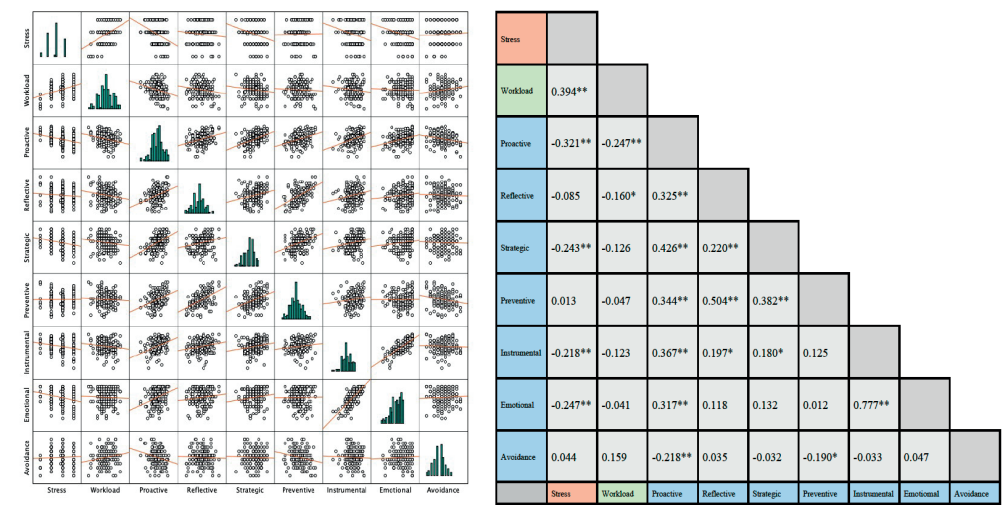 Stress
Workload
Proactive
Reflective
Strategic
Preventive
Instrumental
Emotional
Avoidance
Stress Workload Proactive Reflective Strategic Preventive Instrumental Emotional Avoidance
Stress
Workload 0.394**
Proactive -0.321** -0.247**
Reflective -0.085 -0.160* 0.325**
Strategic -0.243** -0.126 0.426** 0.220**
Preventive 0.013 -0.047 0.344** 0.504** 0.382**
Instrumental -0.218** -0.123 0.367** 0.197* 0.180* 0.125
Emotional -0.247** -0.041 0.317** 0.118 0.132 0.012 0.777**
Avoidance 0.044 0.159 -0.218** 0.035 -0.032 -0.190* -0.033 0.047
Stress Workload Proactive Reflective Strategic Preventive Instrumental Emotiomal Avoidance